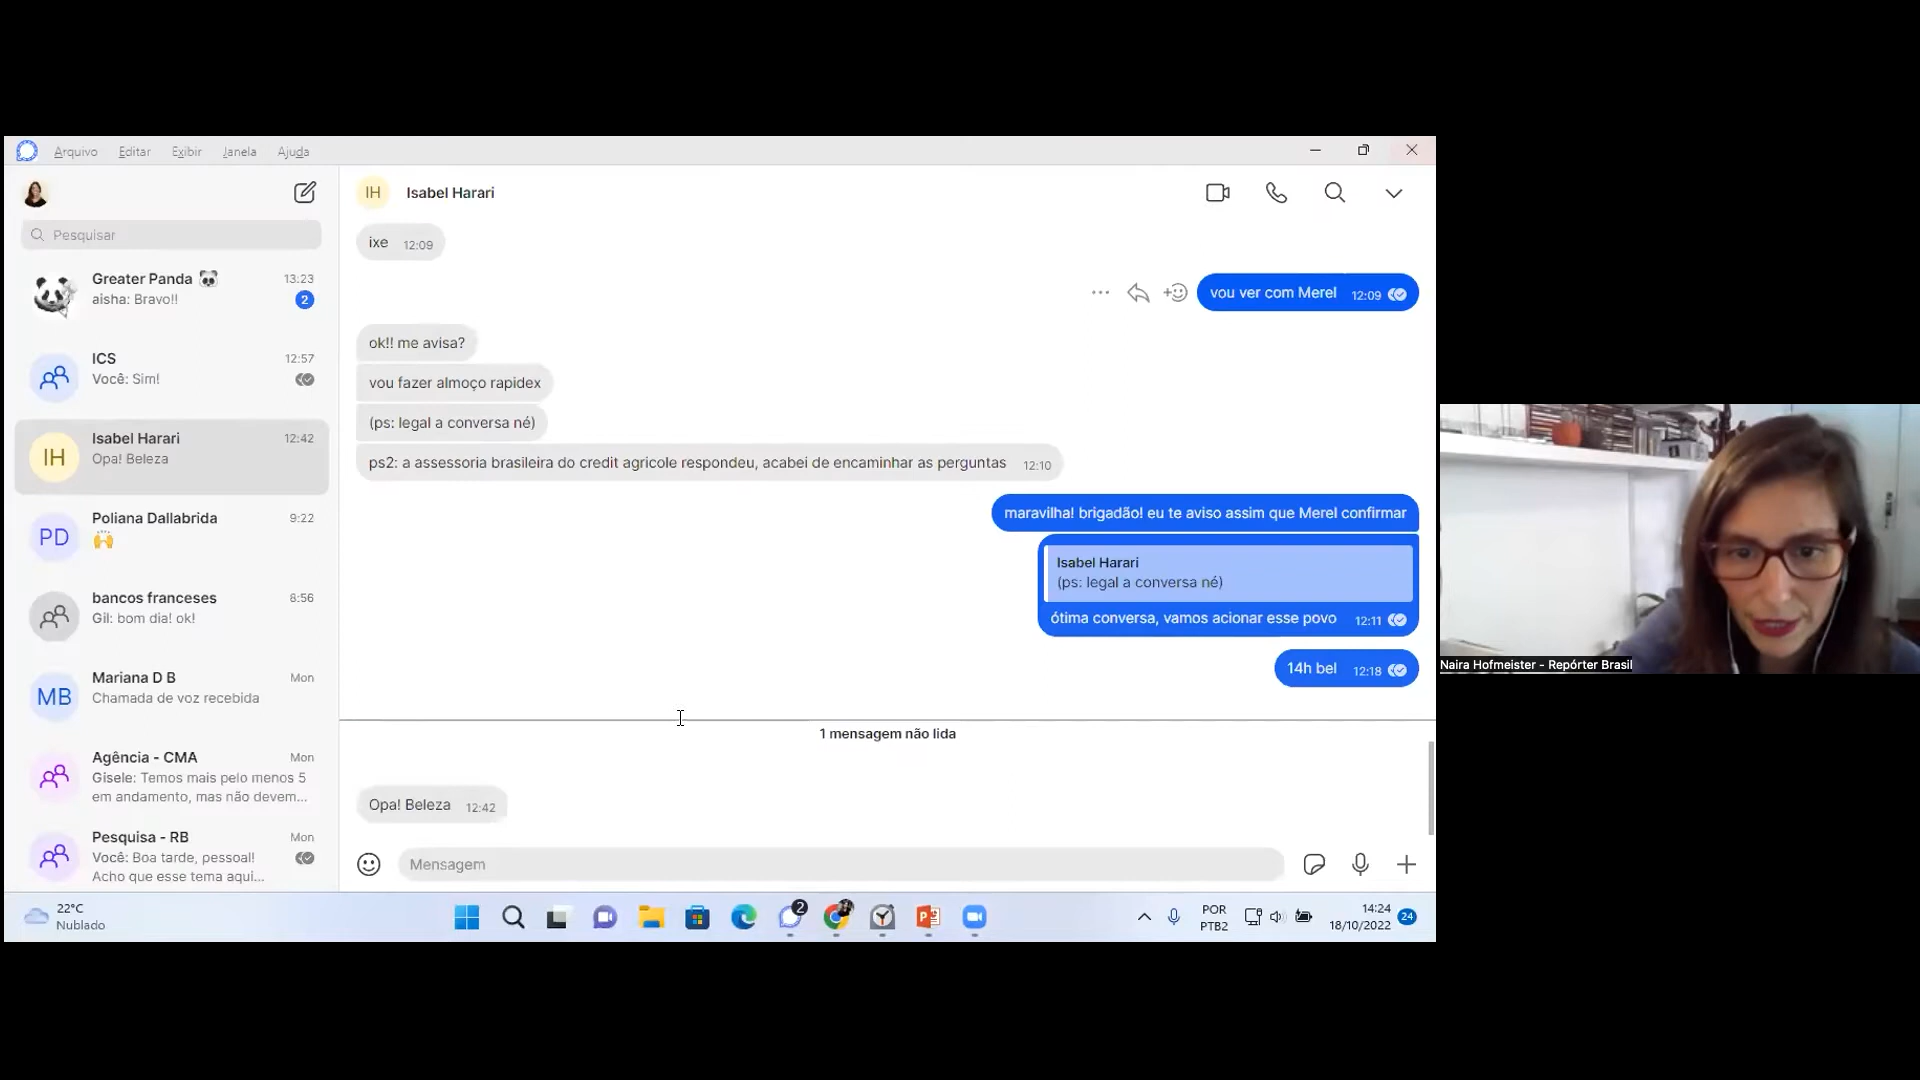 Arquivo Editar Exibir Janela Ajuda
Pesquisar
Greater Panda 🐼 13:23
aisha: Bravo!! 2
ICS 12:57
Você: Sim!
IH Isabel Harari 12:42
Opa! Beleza
PD Poliana Dallabrida 9:22
🙌
bancos franceses 8:56
Gil: bom dia! ok!
MB Mariana D B Mon
Chamada de voz recebida
Agência - CMA Mon
Gisele: Temos mais pelo menos 5
em andamento, mas não devem...
Pesquisa - RB Mon
Você: Boa tarde, pessoal!
Acho que esse tema aqui...
IH Isabel Harari
ixe 12:09
vou ver com Merel 12:09
ok!! me avisa?
vou fazer almoço rapidex
(ps: legal a conversa né)
ps2: a assessoria brasileira do credit agricole respondeu, acabei de encaminhar as perguntas 12:10
maravilha! brigadão! eu te aviso assim que Merel confirmar
Isabel Harari
(ps: legal a conversa né)
ótima conversa, vamos acionar esse povo 12:11
14h bel 12:18
1 mensagem não lida
Opa! Beleza 12:42
Mensagem
22°C
Nublado
2
POR
PTB2
14:24
18/10/2022
24
Naira Hofmeister - Repórter Brasil